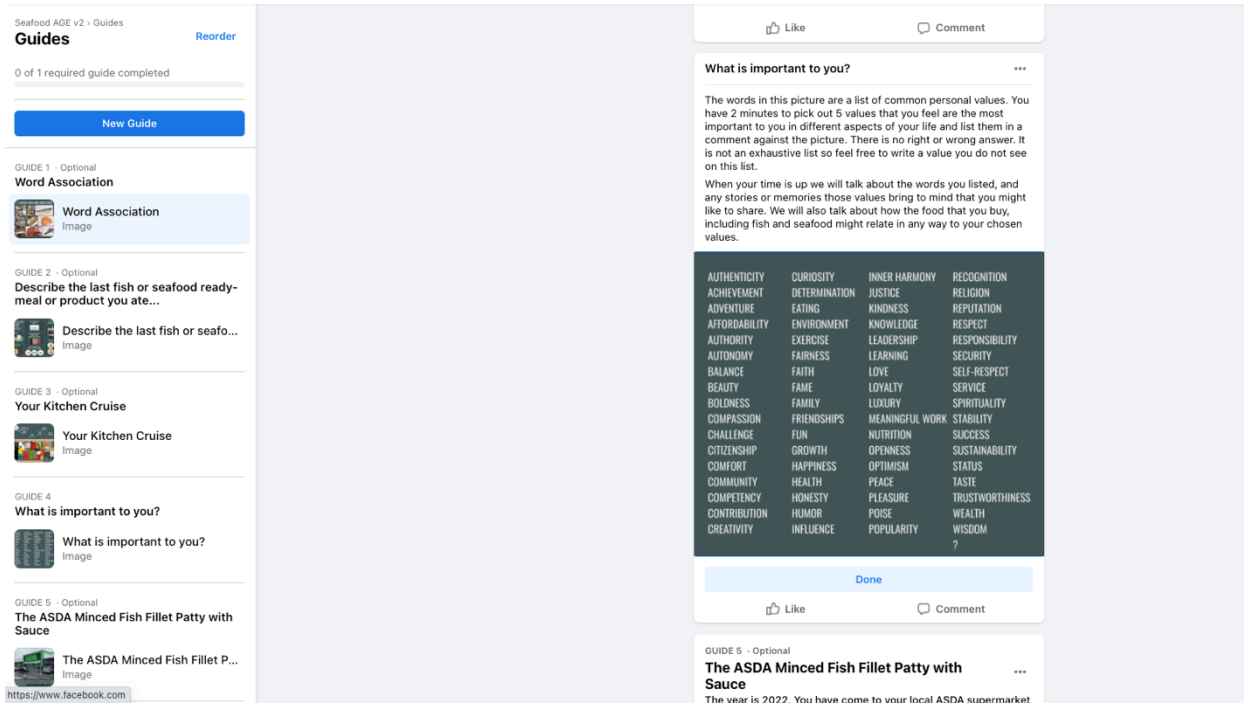 Seafood AGE v2 › Guides
Guides
Reorder
0 of 1 required guide completed
New Guide
GUIDE 1 · Optional
Word Association
Word Association
Image
GUIDE 2 · Optional
Describe the last fish or seafood ready-
meal or product you ate...
Describe the last fish or seafo...
Image
GUIDE 3 · Optional
Your Kitchen Cruise
Your Kitchen Cruise
Image
GUIDE 4
What is important to you?
What is important to you?
Image
GUIDE 5 · Optional
The ASDA Minced Fish Fillet Patty with
Sauce
The ASDA Minced Fish Fillet P...
Image
https://www.facebook.com
Like Comment
What is important to you?
The words in this picture are a list of common personal values. You
have 2 minutes to pick out 5 values that you feel are the most
important to you in different aspects of your life and list them in a
comment against the picture. There is no right or wrong answer. It
is not an exhaustive list so feel free to write a value you do not see
on this list.
When your time is up we will talk about the words you listed, and
any stories or memories those values bring to mind that you might
like to share. We will also talk about how the food that you buy,
including fish and seafood might relate in any way to your chosen
values.
AUTHENTICITY CURIOSITY INNER HARMONY RECOGNITION
ACHIEVEMENT DETERMINATION JUSTICE RELIGION
ADVENTURE EATING KINDNESS REPUTATION
AFFORDABILITY ENVIRONMENT KNOWLEDGE RESPECT
AUTHORITY EXERCISE LEADERSHIP RESPONSIBILITY
AUTONOMY FAIRNESS LEARNING SECURITY
BALANCE FAITH LOVE SELF-RESPECT
BEAUTY FAME LOYALTY SERVICE
BOLDNESS FAMILY LUXURY SPIRITUALITY
COMPASSION FRIENDSHIPS MEANINGFUL WORK STABILITY
CHALLENGE FUN NUTRITION SUCCESS
CITIZENSHIP GROWTH OPENNESS SUSTAINABILITY
COMFORT HAPPINESS OPTIMISM STATUS
COMMUNITY HEALTH PEACE TASTE
COMPETENCY HONESTY PLEASURE TRUSTWORTHINESS
CONTRIBUTION HUMOR POISE WEALTH
CREATIVITY INFLUENCE POPULARITY WISDOM
?
Done
Like Comment
GUIDE 5 · Optional
The ASDA Minced Fish Fillet Patty with
Sauce
The year is 2022. You have come to your local ASDA supermarket